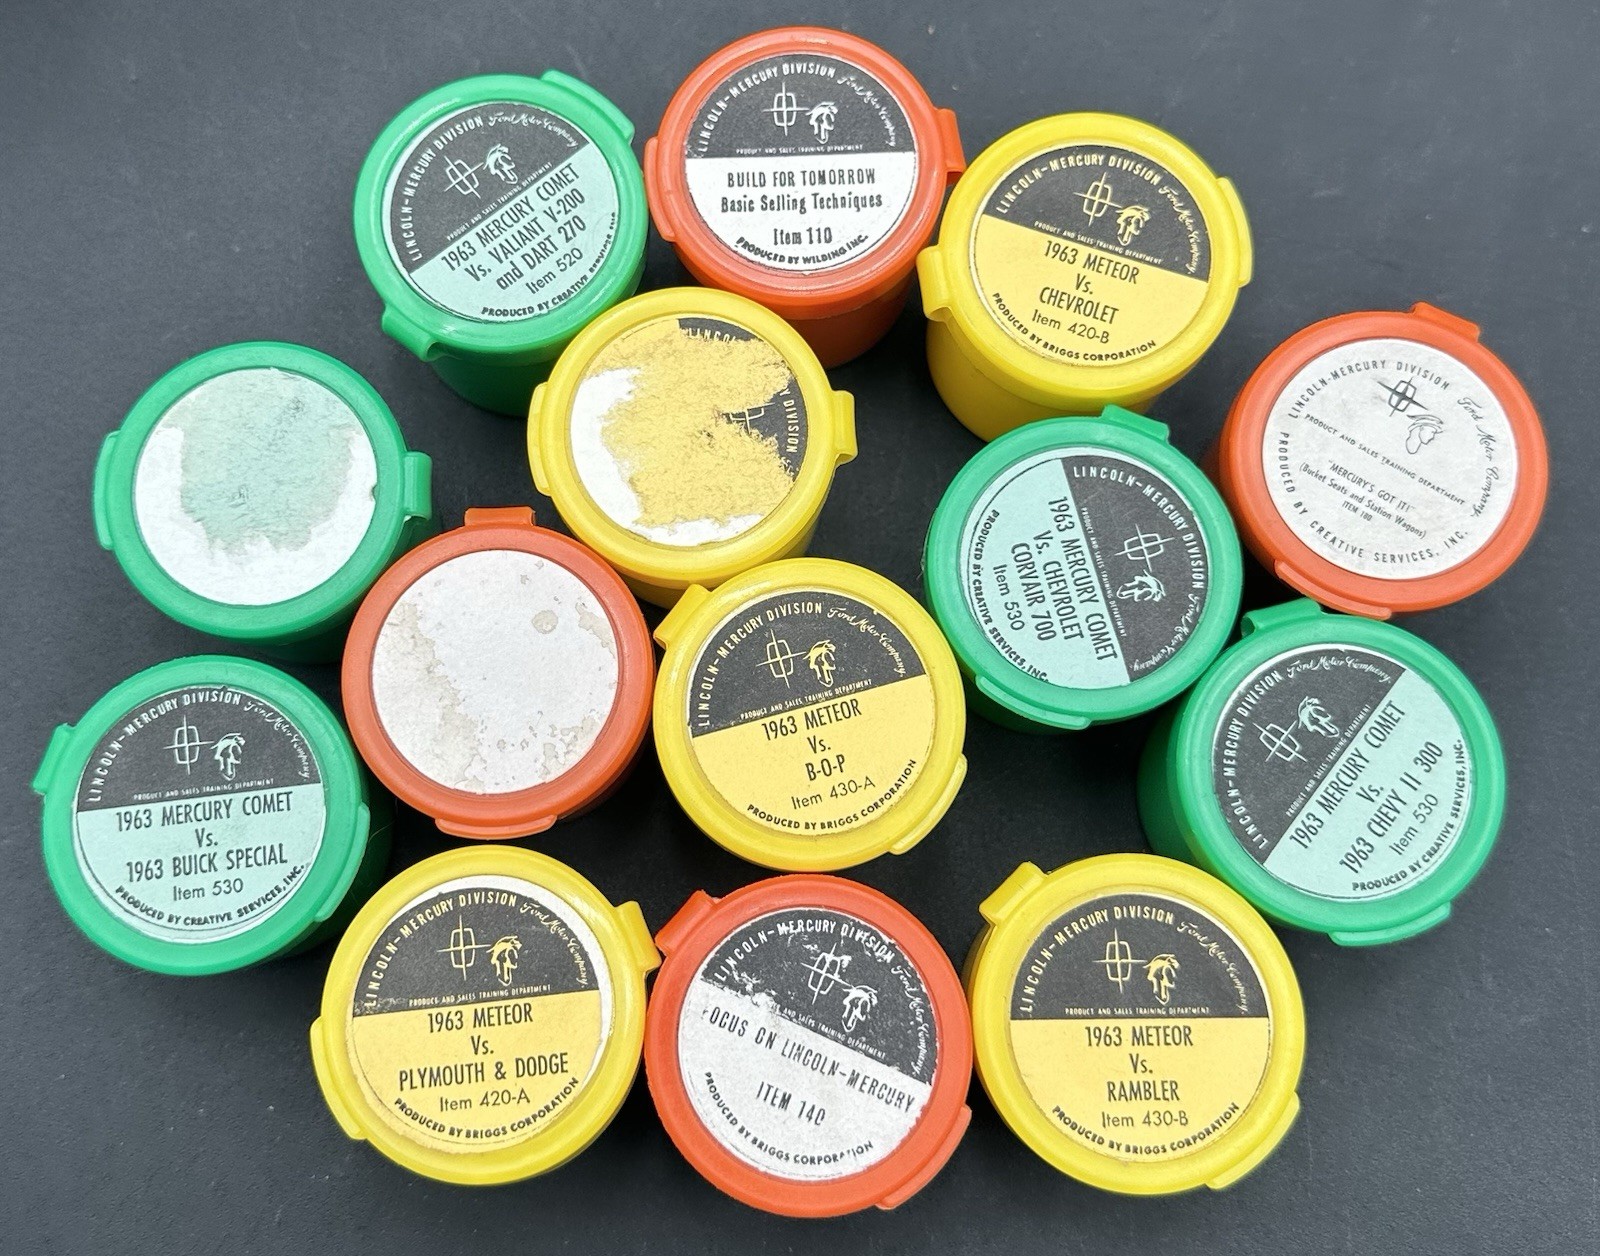 LINCOLN-MERCURY DIVISION Ford Motor Company
PRODUCT AND SALES TRAINING DEPARTMENT
1963 MERCURY COMET
Vs. VALIANT V-200
and DART 270
Item 520
PRODUCED BY CREATIVE SERVICES, INC.
LINCOLN-MERCURY DIVISION Ford Motor Company
PRODUCT AND SALES TRAINING DEPARTMENT
BUILD FOR TOMORROW
Basic Selling Techniques
Item 110
PRODUCED BY WILDING INC.
LINCOLN-MERCURY DIVISION Ford Motor Company
PRODUCT AND SALES TRAINING DEPARTMENT
1963 METEOR
Vs.
CHEVROLET
Item 420-B
PRODUCED BY BRIGGS CORPORATION
LINCOLN-MERCURY DIVISION Ford Motor Company
PRODUCT AND SALES TRAINING DEPARTMENT
"MERCURY'S GOT IT!"
(Bucket Seats and Station Wagons)
ITEM 180
PRODUCED BY CREATIVE SERVICES, INC.
DIVISION
LINCOLN-MERCURY DIVISION Ford Motor Company.
PRODUCT AND SALES TRAINING DEPARTMENT
1963 MERCURY COMET
Vs. CHEVROLET
CORVAIR 700
Item 530
PRODUCED BY CREATIVE SERVICES, INC.
LINCOLN-MERCURY DIVISION Ford Motor Company.
PRODUCT AND SALES TRAINING DEPARTMENT
1963 METEOR
Vs.
B-O-P
Item 430-A
PRODUCED BY BRIGGS CORPORATION
LINCOLN-MERCURY DIVISION Ford Motor Company.
PRODUCT AND SALES TRAINING DEPARTMENT
1963 MERCURY COMET
Vs.
1963 CHEVY II 300
Item 530
PRODUCED BY CREATIVE SERVICES, INC.
LINCOLN-MERCURY DIVISION Ford Motor Company
PRODUCT AND SALES TRAINING DEPARTMENT
1963 MERCURY COMET
Vs.
1963 BUICK SPECIAL
Item 530
PRODUCED BY CREATIVE SERVICES, INC.
LINCOLN-MERCURY DIVISION Ford Motor Company
PRODUCT AND SALES TRAINING DEPARTMENT
1963 METEOR
Vs.
PLYMOUTH & DODGE
Item 420-A
PRODUCED BY BRIGGS CORPORATION
LINCOLN-MERCURY DIVISION Ford Motor Company.
AND SALES TRAINING DEPARTMENT
FOCUS ON LINCOLN-MERCURY
ITEM 140
PRODUCED BY BRIGGS CORPORATION
LINCOLN-MERCURY DIVISION Ford Motor Company.
PRODUCT AND SALES TRAINING DEPARTMENT
1963 METEOR
Vs.
RAMBLER
Item 430-B
PRODUCED BY BRIGGS CORPORATION